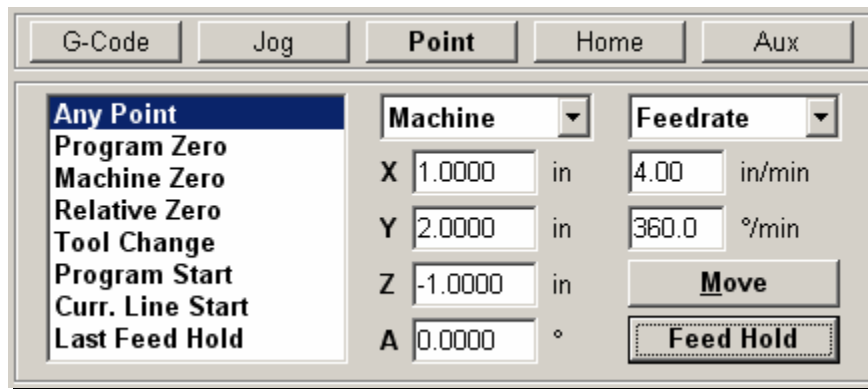 G-Code Jog Point Home Aux
Any Point
Program Zero
Machine Zero
Relative Zero
Tool Change
Program Start
Curr. Line Start
Last Feed Hold
Machine Feedrate
X 1.0000 in 4.00 in/min
Y 2.0000 in 360.0 °/min
Z -1.0000 in Move
A 0.0000 ° Feed Hold